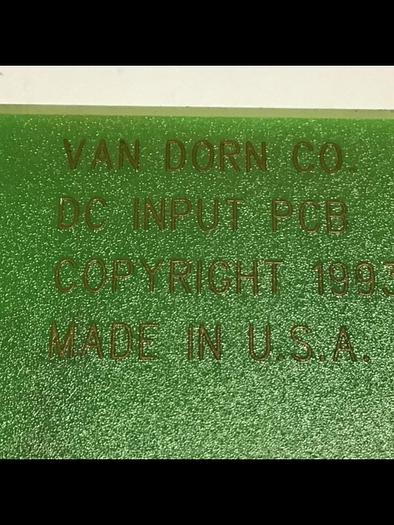 VAN DORN CO.
DC INPUT PCB
COPYRIGHT 1993
MADE IN U.S.A.